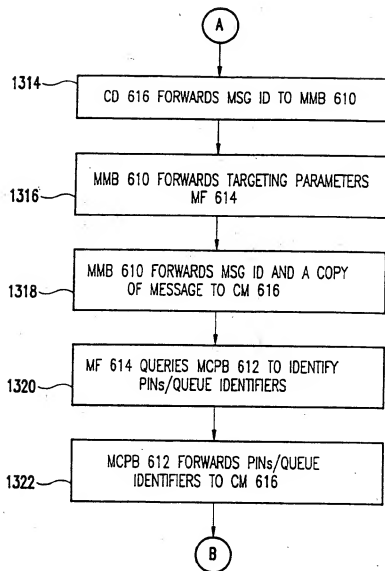 A
1314
CD 616 FORWARDS MSG ID TO MMB 610
1316
MMB 610 FORWARDS TARGETING PARAMETERS
MF 614
1318
MMB 610 FORWARDS MSG ID AND A COPY
OF MESSAGE TO CM 616
1320
MF 614 QUERIES MCPB 612 TO IDENTIFY
PINs/QUEUE IDENTIFIERS
1322
MCPB 612 FORWARDS PINs/QUEUE
IDENTIFIERS TO CM 616
B